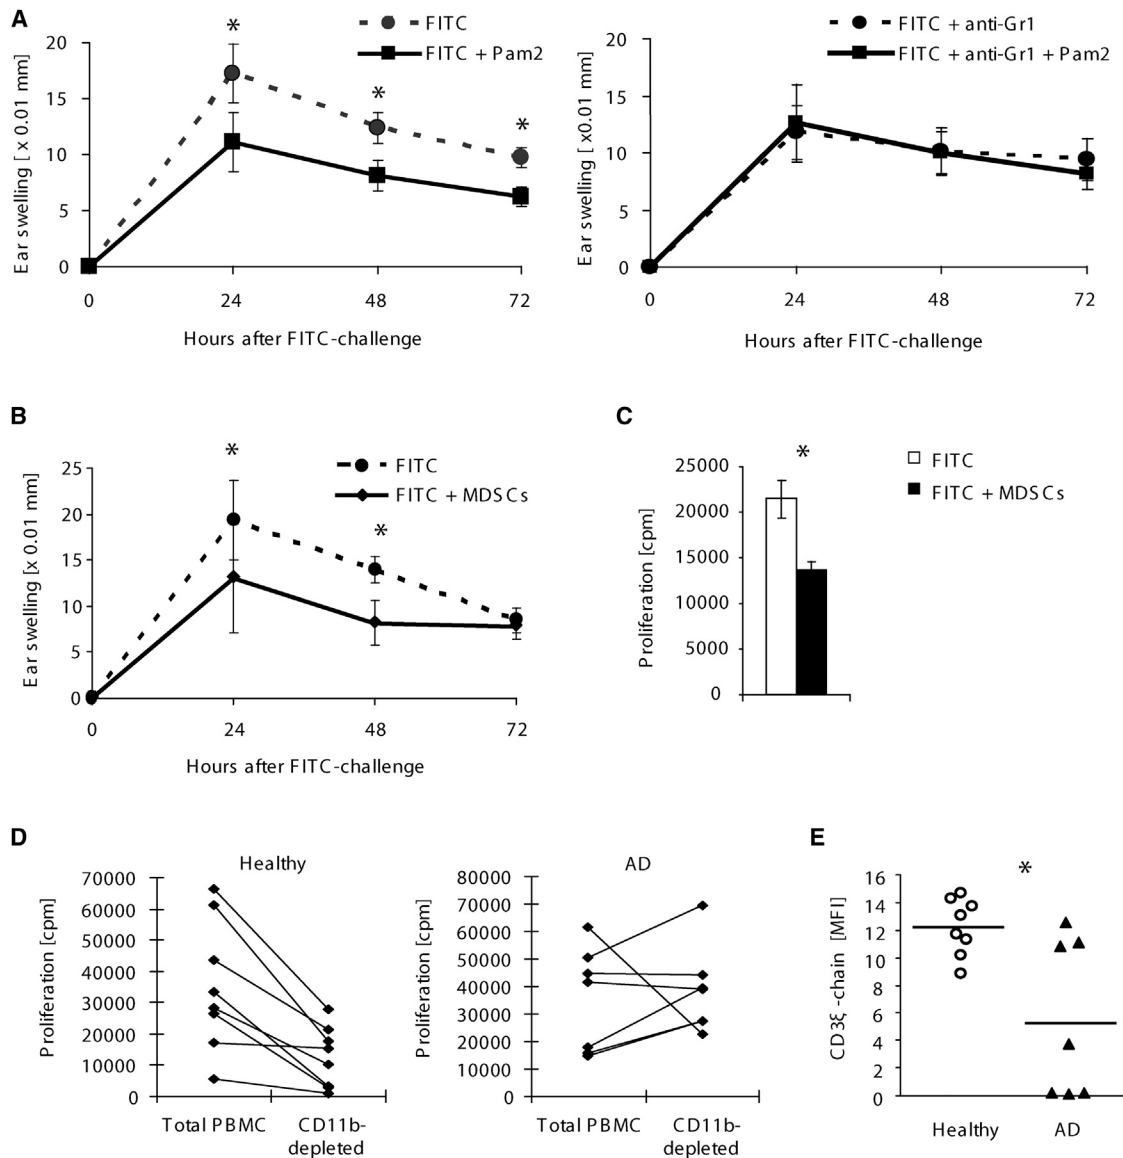 A
FITC
FITC + Pam2
Ear swelling [ x 0.01 mm]
20
15
10
5
0
*
*
*
0 24 48 72
Hours after FITC-challenge
FITC + anti-Gr1
FITC + anti-Gr1 + Pam2
Ear swelling [ x0.01 mm]
20
15
10
5
0
0 24 48 72
Hours after FITC-challenge
B
FITC
FITC + MDSCs
Ear swelling [x 0.01 mm]
25
20
15
10
5
0
*
*
0 24 48 72
Hours after FITC-challenge
C
FITC
FITC + MDSCs
*
Proliferation [cpm]
25000
20000
15000
10000
5000
0
D
Healthy
Proliferation [cpm]
70000
60000
50000
40000
30000
20000
10000
0
Total PBMC CD11b-
depleted
AD
Proliferation [cpm]
80000
70000
60000
50000
40000
30000
20000
10000
0
Total PBMC CD11b-
depleted
E
*
CD3ξ -chain [MFI]
16
14
12
10
8
6
4
2
0
Healthy AD